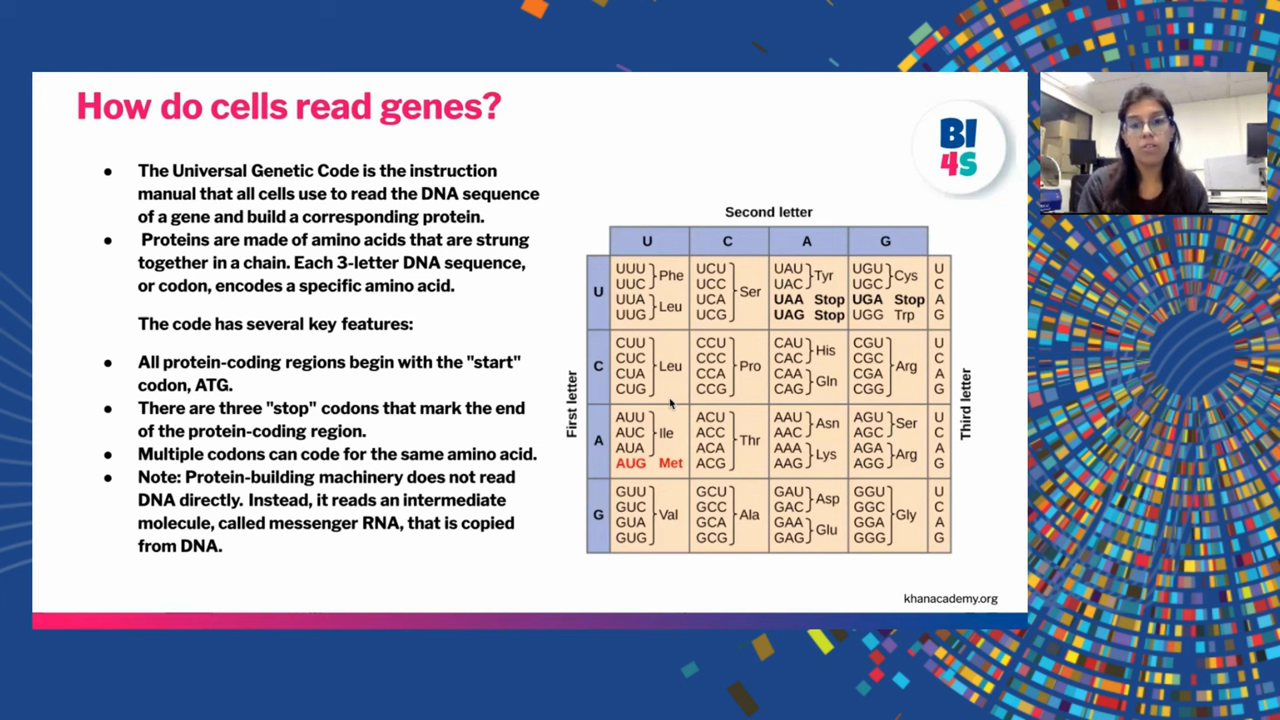 How do cells read genes?
BI
4S
● The Universal Genetic Code is the instruction
manual that all cells use to read the DNA sequence
of a gene and build a corresponding protein.
● Proteins are made of amino acids that are strung
together in a chain. Each 3-letter DNA sequence,
or codon, encodes a specific amino acid.
The code has several key features:
● All protein-coding regions begin with the "start"
codon, ATG.
● There are three "stop" codons that mark the end
of the protein-coding region.
● Multiple codons can code for the same amino acid.
● Note: Protein-building machinery does not read
DNA directly. Instead, it reads an intermediate
molecule, called messenger RNA, that is copied
from DNA.
Second letter
U C A G
First letter
U
UUU
UUC
Phe
UUA
UUG
Leu
UCU
UCC
UCA
UCG
Ser
UAU
UAC
Tyr
UAA Stop
UAG Stop
UGU
UGC
Cys
UGA Stop
UGG Trp
U
C
A
G
C
CUU
CUC
CUA
CUG
Leu
CCU
CCC
CCA
CCG
Pro
CAU
CAC
His
CAA
CAG
Gln
CGU
CGC
CGA
CGG
Arg
U
C
A
G
A
AUU
AUC
AUA
Ile
AUG Met
ACU
ACC
ACA
ACG
Thr
AAU
AAC
Asn
AAA
AAG
Lys
AGU
AGC
Ser
AGA
AGG
Arg
U
C
A
G
G
GUU
GUC
GUA
GUG
Val
GCU
GCC
GCA
GCG
Ala
GAU
GAC
Asp
GAA
GAG
Glu
GGU
GGC
GGA
GGG
Gly
U
C
A
G
Third letter
khanacademy.org